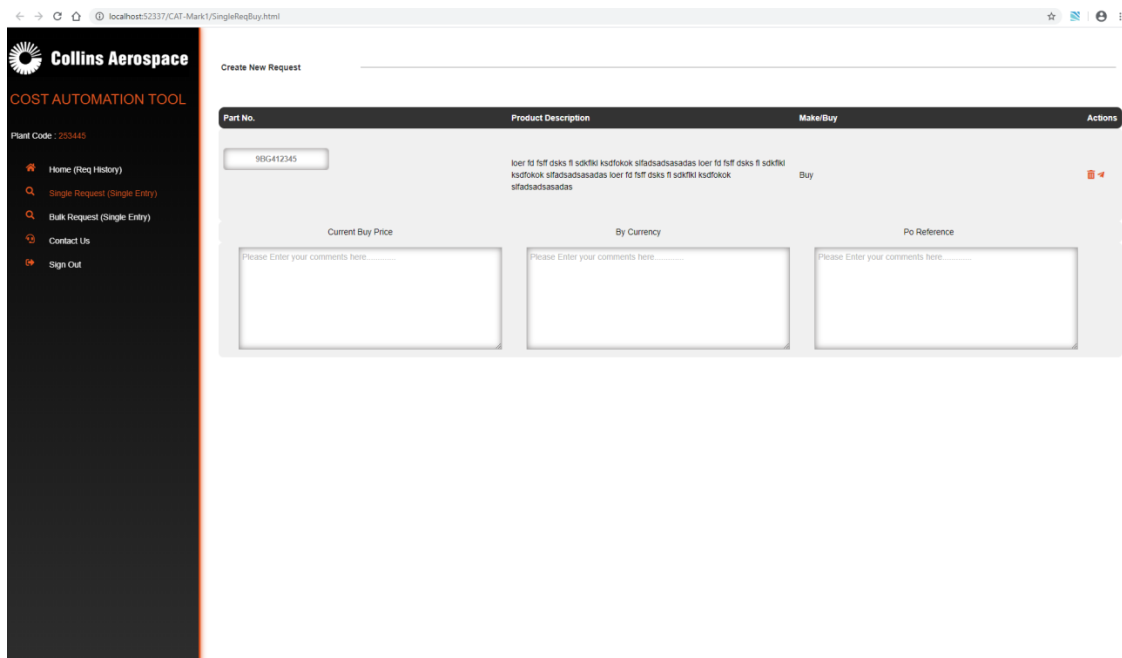 localhost:52337/CAT-Mark1/SingleReqBuy.html
Collins Aerospace
COST AUTOMATION TOOL
Plant Code : 253445
Home (Req History)
Single Request (Single Entry)
Bulk Request (Single Entry)
Contact Us
Sign Out
Create New Request
Part No. Product Description Make/Buy Actions
9BG412345
loer fd fsff dsks fl sdkflkl ksdfokok slfadsadsasadas loer fd fsff dsks fl sdkflkl
ksdfokok slfadsadsasadas loer fd fsff dsks fl sdkflkl ksdfokok
slfadsadsasadas
Buy
Current Buy Price By Currency Po Reference
Please Enter your comments here.............. Please Enter your comments here.............. Please Enter your comments here..............